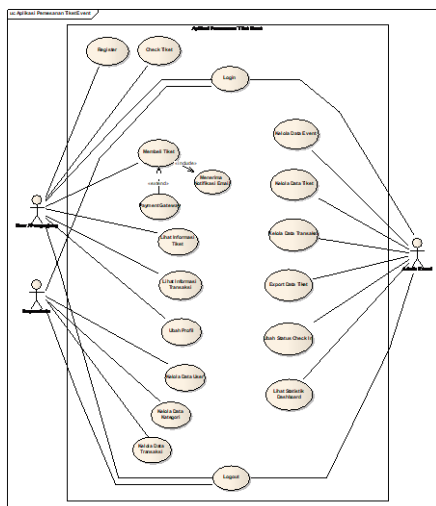 uc Aplikasi Pemesanan Tiket Event
Aplikasi Pemesanan Tiket Event
Register
Check Tiket
Login
Kelola Data Event
Membeli Tiket
«include»
Menerima
Notifikasi Email
«extend»
Payment Gateway
Kelola Data Tiket
User / Pengunjung
Lihat Informasi
Tiket
Kelola Data Transaksi
Admin Event
Lihat Informasi
Transaksi
Export Data Tiket
Superadmin
Ubah Profil
Ubah Status Check In
Kelola Data User
Lihat Statistik
Dashboard
Kelola Data
Kategori
Kelola Data
Transaksi
Logout